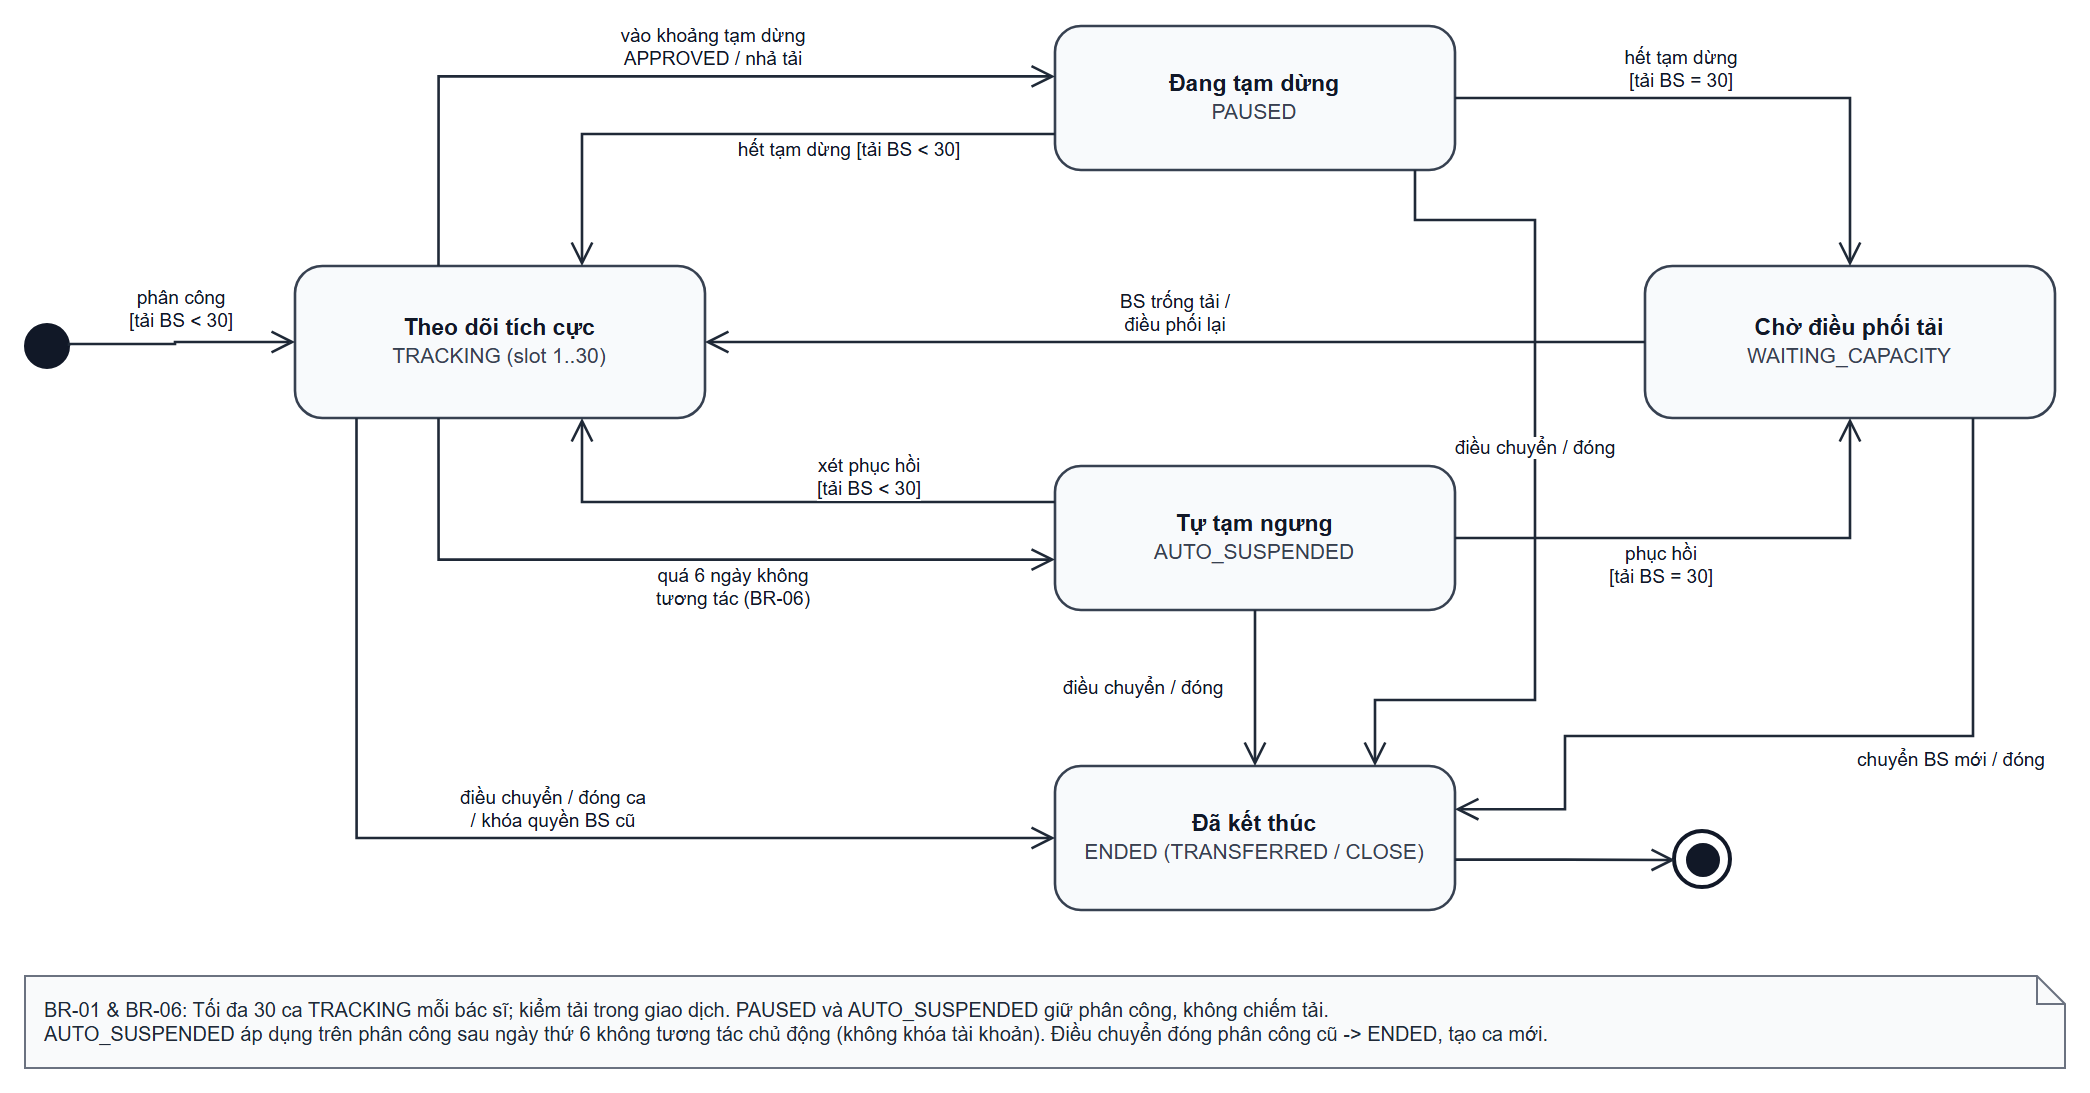 vào khoảng tạm dừng
APPROVED / nhả tải
Đang tạm dừng
PAUSED
hết tạm dừng
[tải BS = 30]
hết tạm dừng [tải BS < 30]
phân công
[tải BS < 30]
Theo dõi tích cực
TRACKING (slot 1..30)
BS trống tải /
điều phối lại
Chờ điều phối tải
WAITING_CAPACITY
điều chuyển / đóng
xét phục hồi
[tải BS < 30]
Tự tạm ngưng
AUTO_SUSPENDED
phục hồi
[tải BS = 30]
quá 6 ngày không
tương tác (BR-06)
điều chuyển / đóng
chuyển BS mới / đóng
điều chuyển / đóng ca
/ khóa quyền BS cũ
Đã kết thúc
ENDED (TRANSFERRED / CLOSE)
BR-01 & BR-06: Tối đa 30 ca TRACKING mỗi bác sĩ; kiểm tải trong giao dịch. PAUSED và AUTO_SUSPENDED giữ phân công, không chiếm tải.
AUTO_SUSPENDED áp dụng trên phân công sau ngày thứ 6 không tương tác chủ động (không khóa tài khoản). Điều chuyển đóng phân công cũ -> ENDED, tạo ca mới.